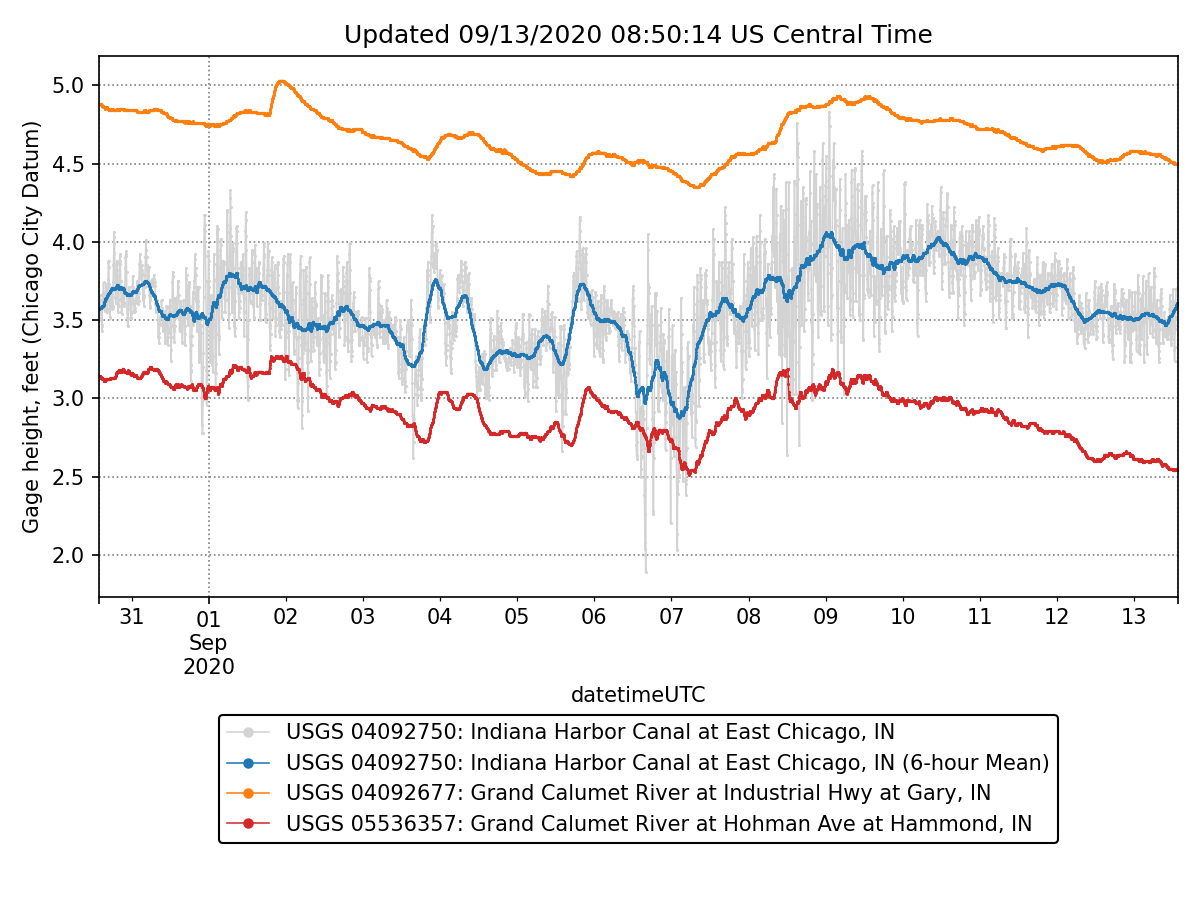 Updated 09/13/2020 08:50:14 US Central Time
Gage height, feet (Chicago City Datum)
5.0
4.5
4.0
3.5
3.0
2.5
2.0
31 01 02 03 04 05 06 07 08 09 10 11 12 13
Sep
2020
datetimeUTC
USGS 04092750: Indiana Harbor Canal at East Chicago, IN
USGS 04092750: Indiana Harbor Canal at East Chicago, IN (6-hour Mean)
USGS 04092677: Grand Calumet River at Industrial Hwy at Gary, IN
USGS 05536357: Grand Calumet River at Hohman Ave at Hammond, IN